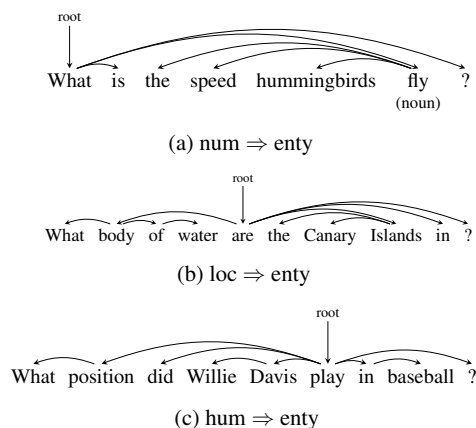 root
What is the speed hummingbirds fly ?
(noun)
(a) num ⇒ enty
root
What body of water are the Canary Islands in ?
(b) loc ⇒ enty
root
What position did Willie Davis play in baseball ?
(c) hum ⇒ enty